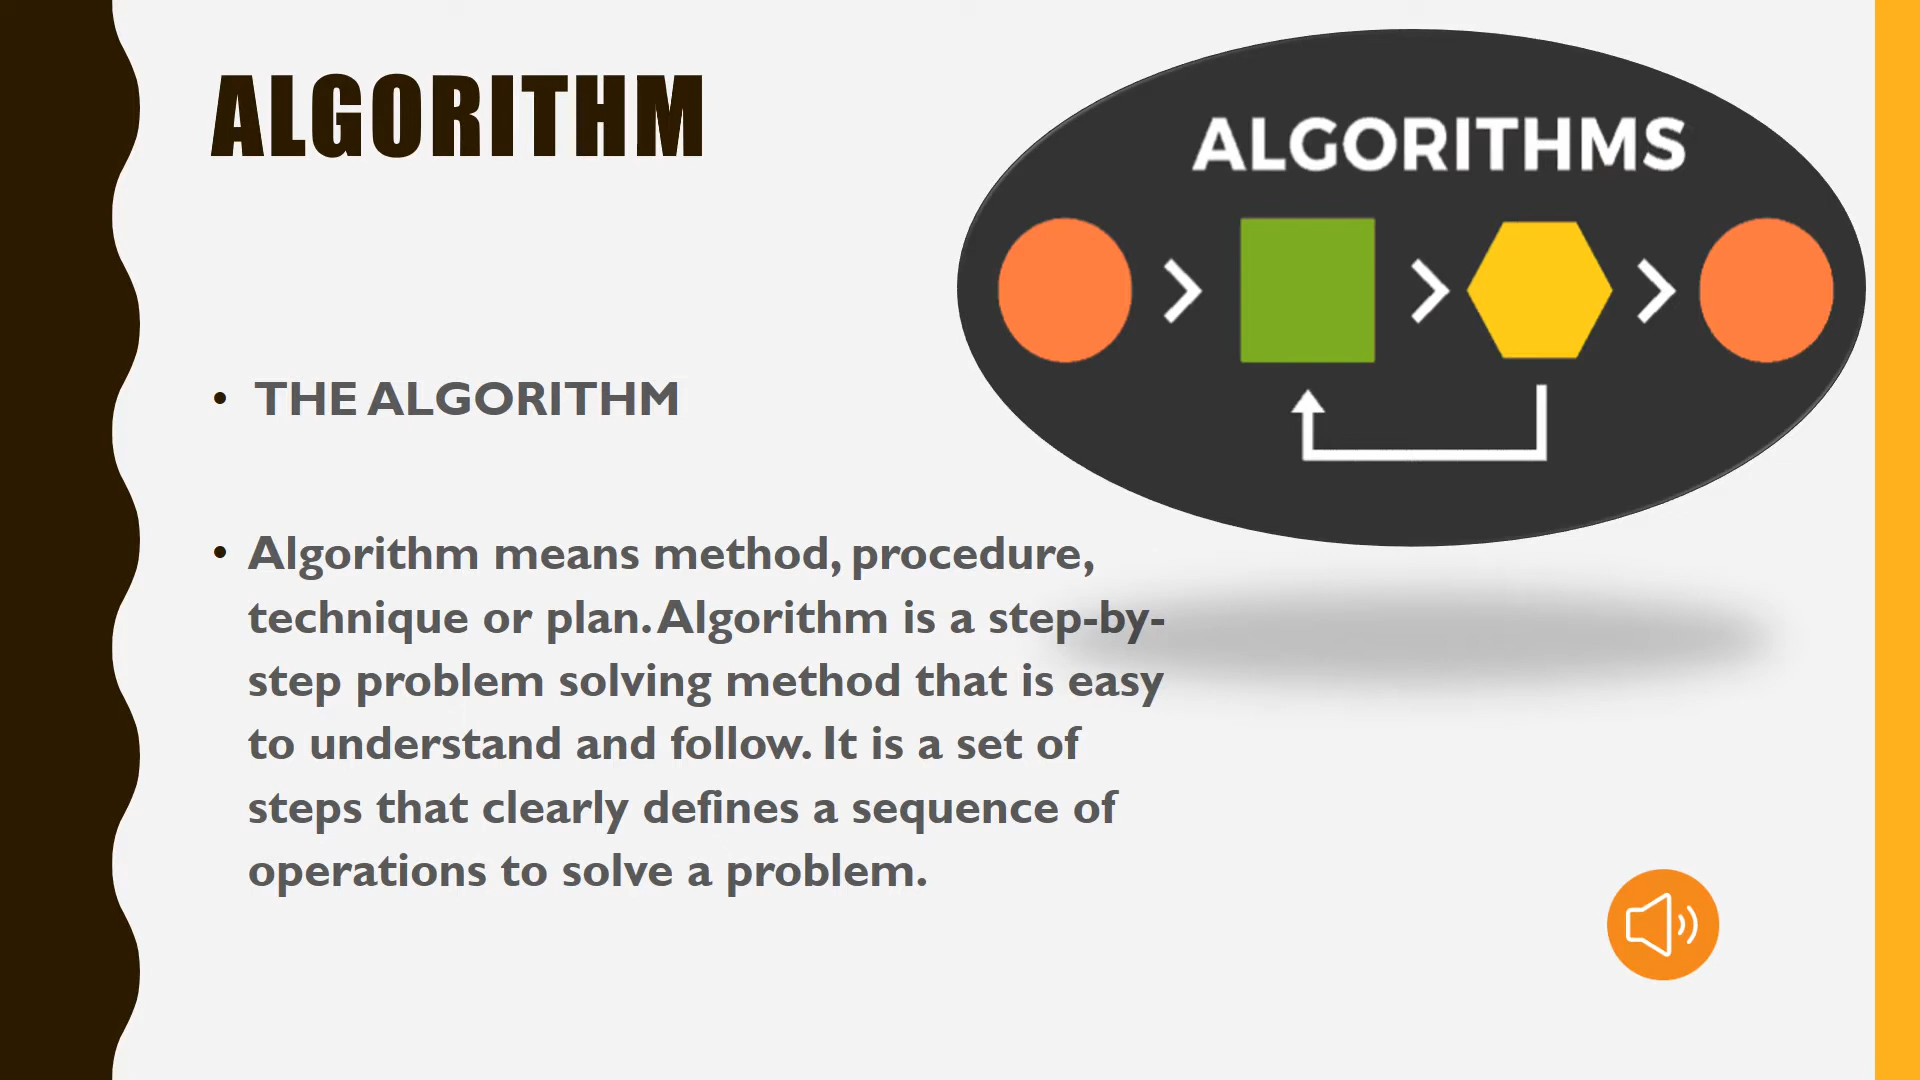 ALGORITHM
ALGORITHMS
• THE ALGORITHM
• Algorithm means method, procedure,
technique or plan. Algorithm is a step-by-
step problem solving method that is easy
to understand and follow. It is a set of
steps that clearly defines a sequence of
operations to solve a problem.